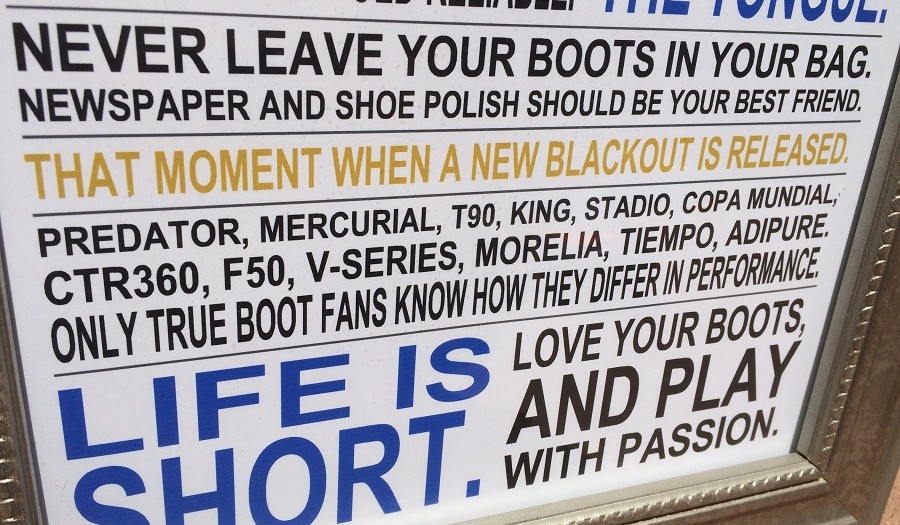 THE TONGUE.
NEVER LEAVE YOUR BOOTS IN YOUR BAG.
NEWSPAPER AND SHOE POLISH SHOULD BE YOUR BEST FRIEND.
THAT MOMENT WHEN A NEW BLACKOUT IS RELEASED.
PREDATOR, MERCURIAL, T90, KING, STADIO, COPA MUNDIAL,
CTR360, F50, V-SERIES, MORELIA, TIEMPO, ADIPURE.
ONLY TRUE BOOT FANS KNOW HOW THEY DIFFER IN PERFORMANCE.
LIFE IS
SHORT.
LOVE YOUR BOOTS,
AND PLAY
WITH PASSION.